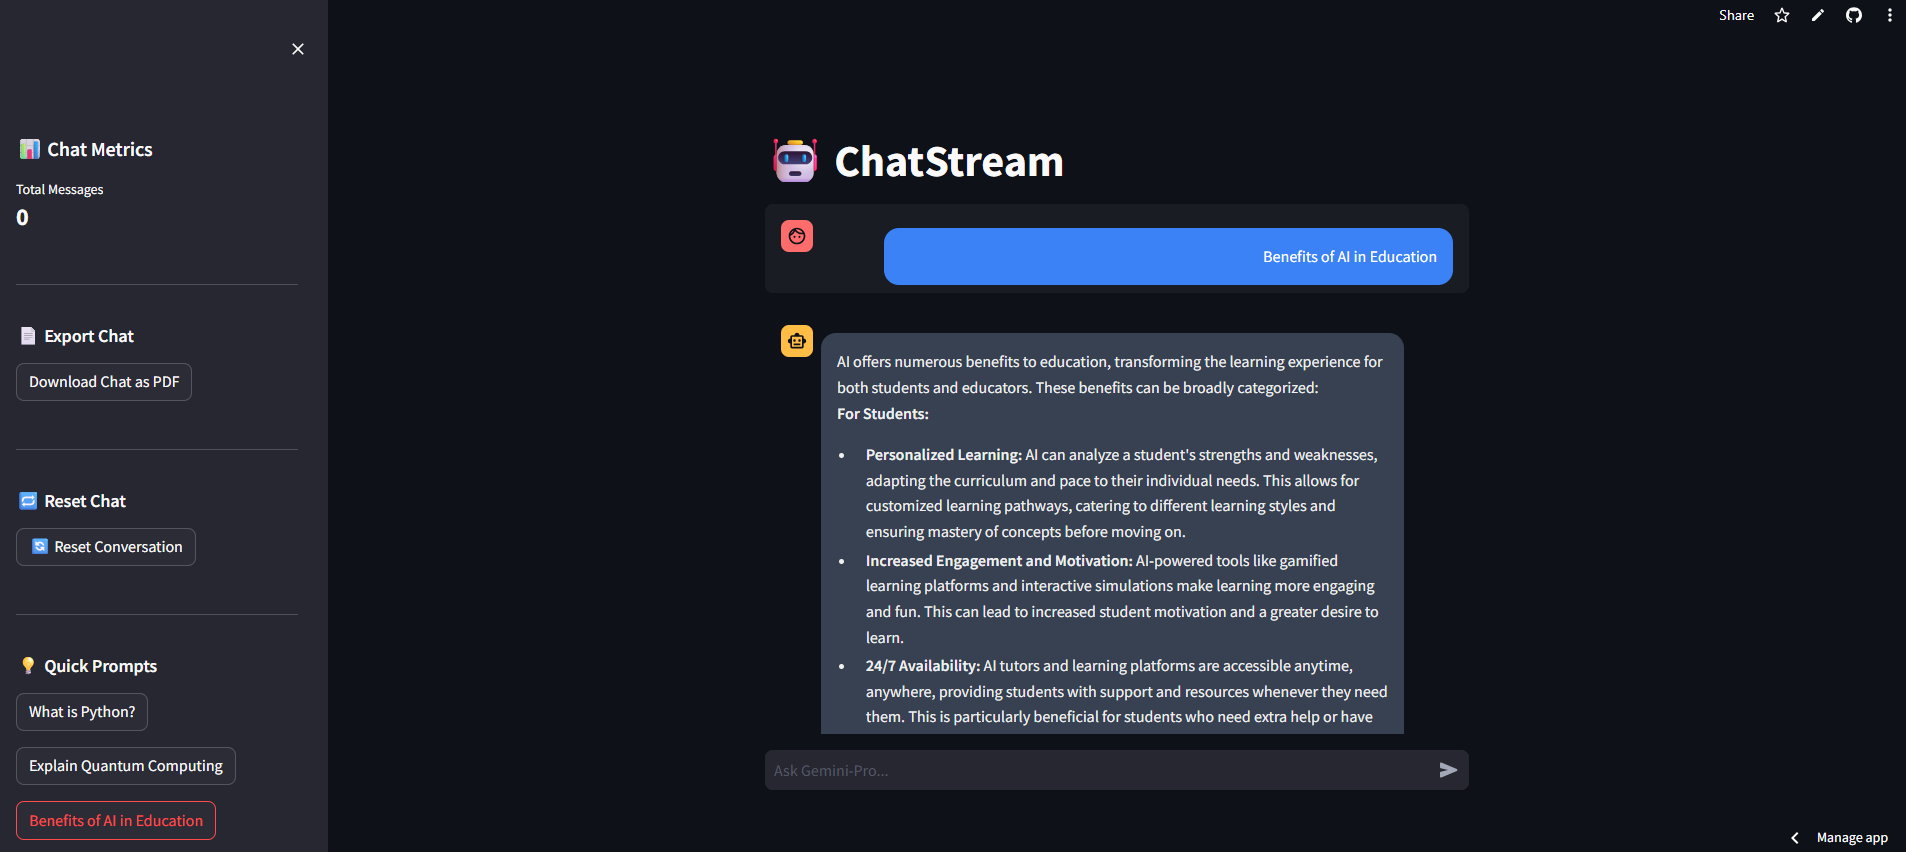 Share
Chat Metrics
Total Messages
0
Export Chat
Download Chat as PDF
Reset Chat
Reset Conversation
Quick Prompts
What is Python?
Explain Quantum Computing
Benefits of AI in Education
ChatStream
Benefits of AI in Education
AI offers numerous benefits to education, transforming the learning experience for
both students and educators. These benefits can be broadly categorized:
For Students:
• Personalized Learning: AI can analyze a student's strengths and weaknesses,
adapting the curriculum and pace to their individual needs. This allows for
customized learning pathways, catering to different learning styles and
ensuring mastery of concepts before moving on.
• Increased Engagement and Motivation: AI-powered tools like gamified
learning platforms and interactive simulations make learning more engaging
and fun. This can lead to increased student motivation and a greater desire to
learn.
• 24/7 Availability: AI tutors and learning platforms are accessible anytime,
anywhere, providing students with support and resources whenever they need
them. This is particularly beneficial for students who need extra help or have
Ask Gemini-Pro...
Manage app